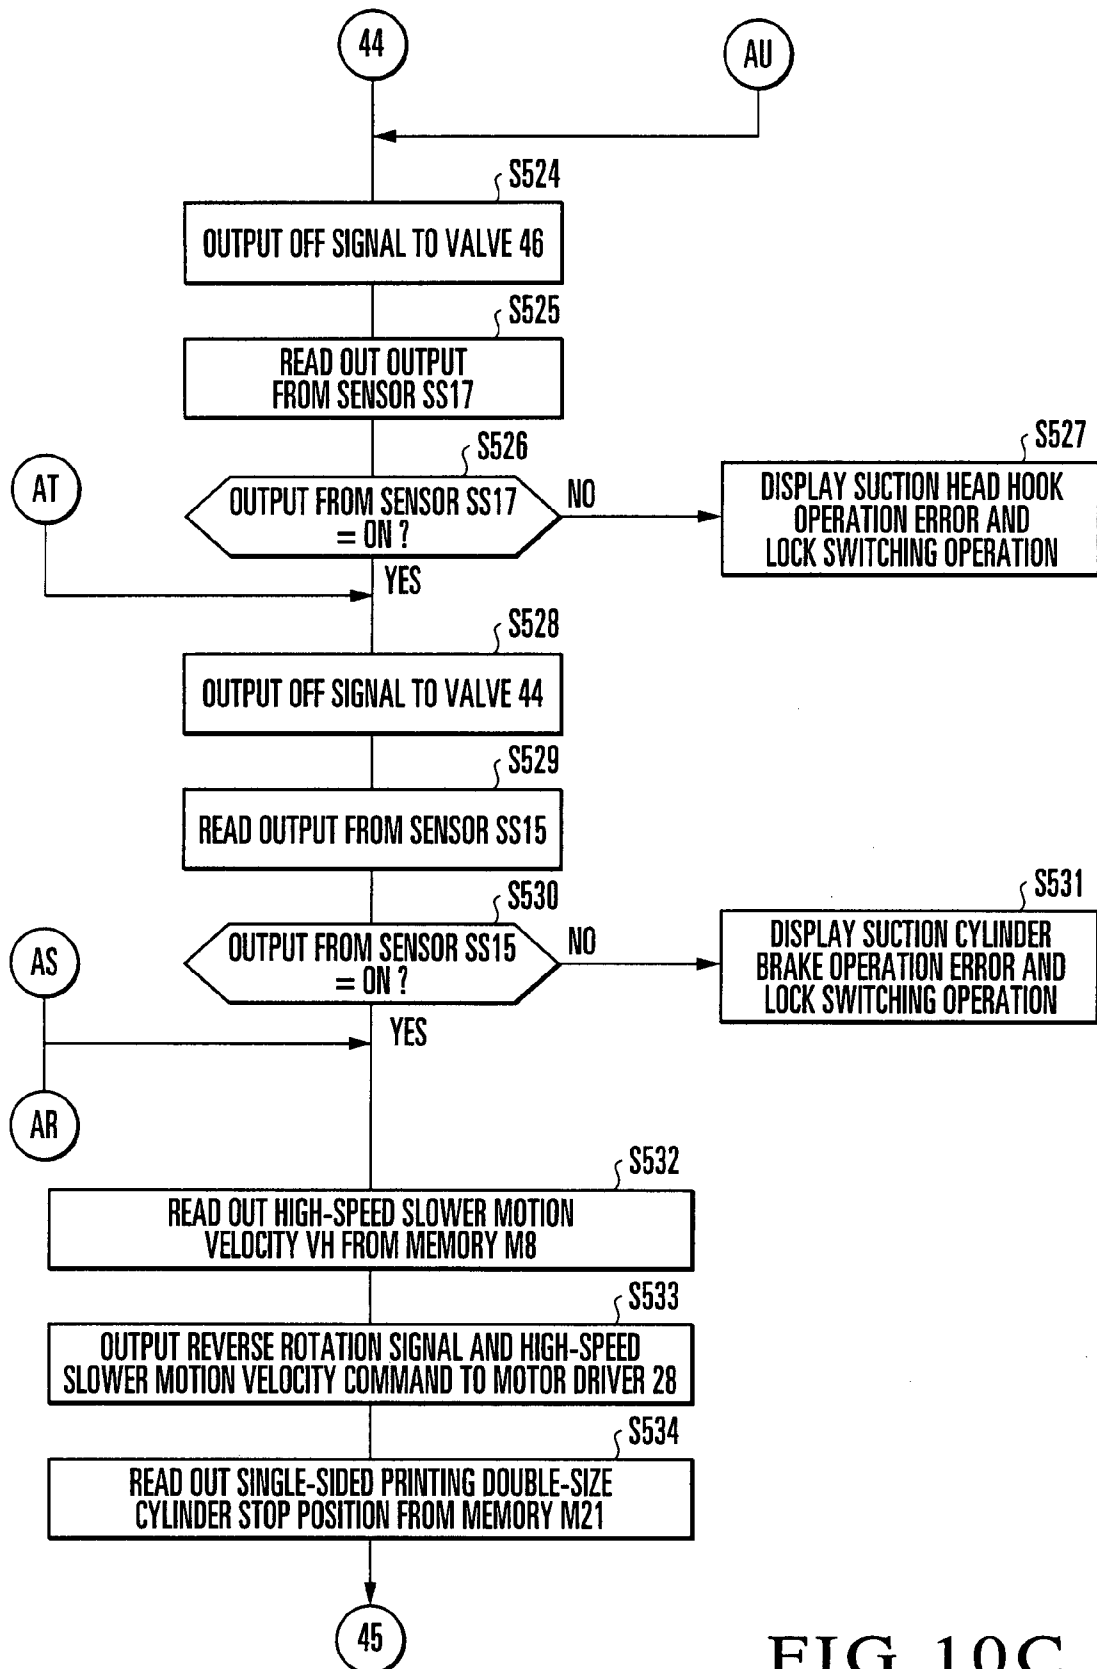 44
AU
S524
OUTPUT OFF SIGNAL TO VALVE 46
S525
READ OUT OUTPUT
FROM SENSOR SS17
S526
OUTPUT FROM SENSOR SS17
= ON ?
NO
YES
S527
DISPLAY SUCTION HEAD HOOK
OPERATION ERROR AND
LOCK SWITCHING OPERATION
AT
S528
OUTPUT OFF SIGNAL TO VALVE 44
S529
READ OUTPUT FROM SENSOR SS15
S530
OUTPUT FROM SENSOR SS15
= ON ?
NO
YES
S531
DISPLAY SUCTION CYLINDER
BRAKE OPERATION ERROR AND
LOCK SWITCHING OPERATION
AS
AR
S532
READ OUT HIGH-SPEED SLOWER MOTION
VELOCITY VH FROM MEMORY M8
S533
OUTPUT REVERSE ROTATION SIGNAL AND HIGH-SPEED
SLOWER MOTION VELOCITY COMMAND TO MOTOR DRIVER 28
S534
READ OUT SINGLE-SIDED PRINTING DOUBLE-SIZE
CYLINDER STOP POSITION FROM MEMORY M21
45
FIG.10C